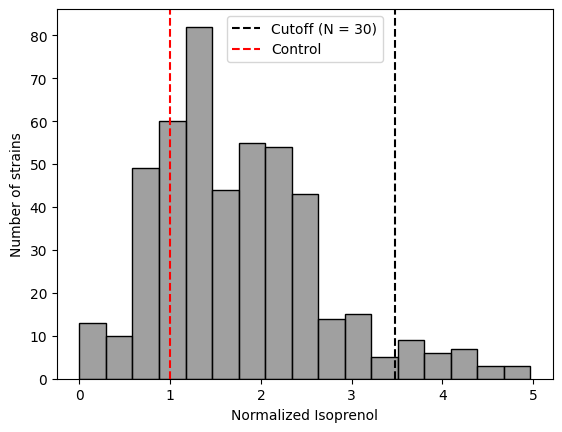 Cutoff (N = 30)
Control
Number of strains
80
70
60
50
40
30
20
10
0
0 1 2 3 4 5
Normalized Isoprenol